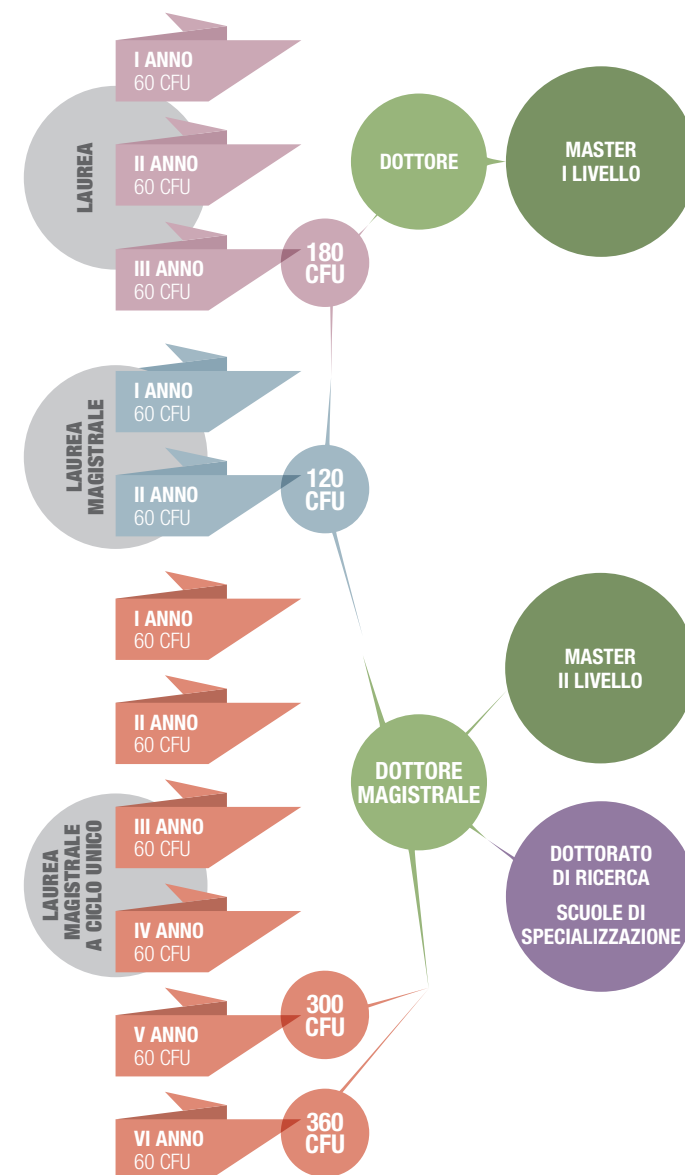 LAUREA
I ANNO
60 CFU
II ANNO
60 CFU
III ANNO
60 CFU
180
CFU
DOTTORE
MASTER
I LIVELLO
LAUREA
MAGISTRALE
I ANNO
60 CFU
II ANNO
60 CFU
120
CFU
LAUREA
MAGISTRALE
A CICLO UNICO
I ANNO
60 CFU
II ANNO
60 CFU
III ANNO
60 CFU
IV ANNO
60 CFU
V ANNO
60 CFU
VI ANNO
60 CFU
300
CFU
360
CFU
DOTTORE
MAGISTRALE
MASTER
II LIVELLO
DOTTORATO
DI RICERCA
SCUOLE DI
SPECIALIZZAZIONE